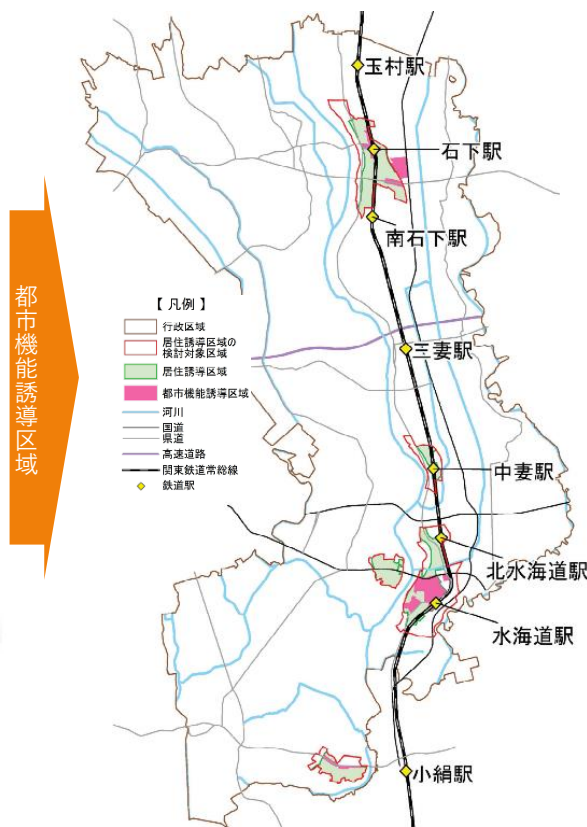 都市機能誘導区域
玉村駅
石下駅
南石下駅
三妻駅
中妻駅
北水海道駅
水海道駅
小絹駅
【 凡例 】
行政区域
居住誘導区域の
検討対象区域
居住誘導区域
都市機能誘導区域
河川
国道
県道
高速道路
関東鉄道常総線
鉄道駅